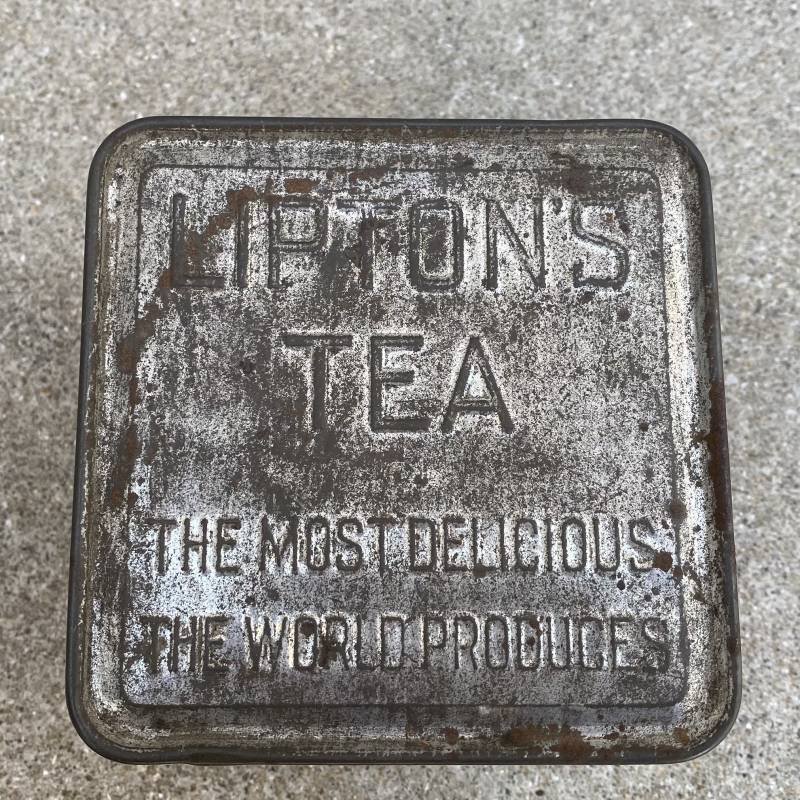 LIPTON'S
TEA
THE MOST DELICIOUS
THE WORLD PRODUCES